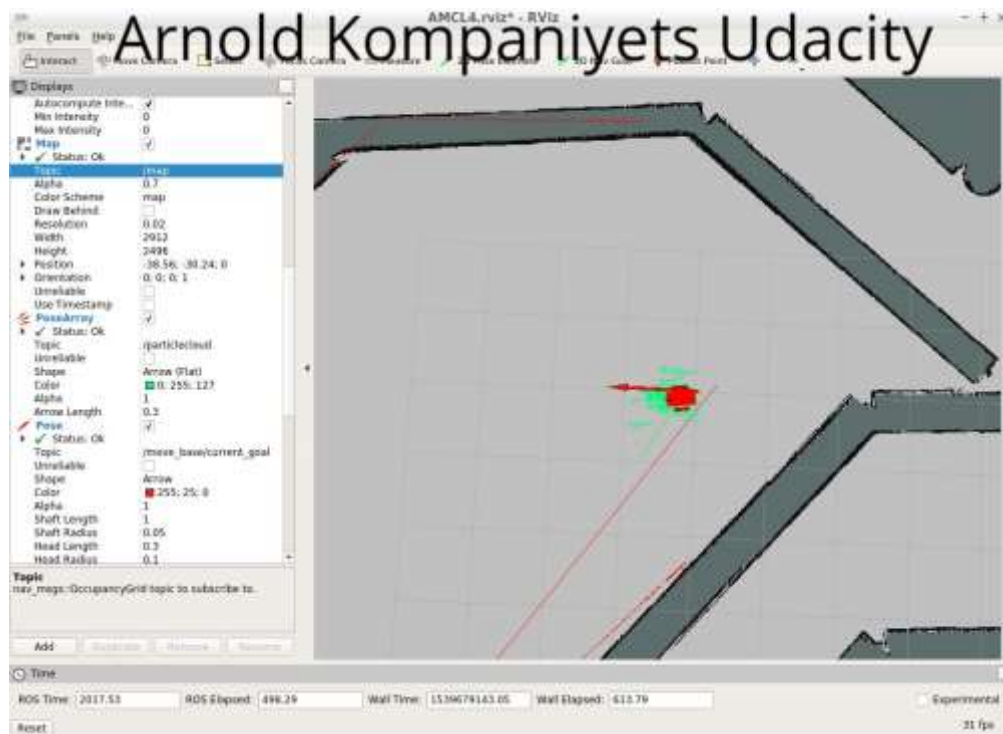 AMCL4.rviz* - RViz
Arnold Kompaniyets Udacity
File Panels Help
Interact
Displays
Autocompute Inte...
Min Intensity 0
Max Intensity 0
Map
Status: Ok
Topic /map
Alpha 0.7
Color Scheme map
Draw Behind
Resolution 0.02
Width 2912
Height 2496
Position -38.56; -30.24; 0
Orientation 0; 0; 0; 1
Unreliable
Use Timestamp
PoseArray
Status: Ok
Topic /particlecloud
Unreliable
Shape Arrow (Flat)
Color 0; 255; 127
Alpha 1
Arrow Length 0.3
Pose
Status: Ok
Topic /move_base/current_goal
Unreliable
Shape Arrow
Color 255; 25; 0
Alpha 1
Shaft Length 1
Shaft Radius 0.05
Head Length 0.3
Head Radius 0.1
Topic
nav_msgs::OccupancyGrid topic to subscribe to.
Add Duplicate Remove Rename
Time
ROS Time: 2017.53 ROS Elapsed: 498.29 Wall Time: 1539679143.05 Wall Elapsed: 613.79 Experimental
Reset 31 fps